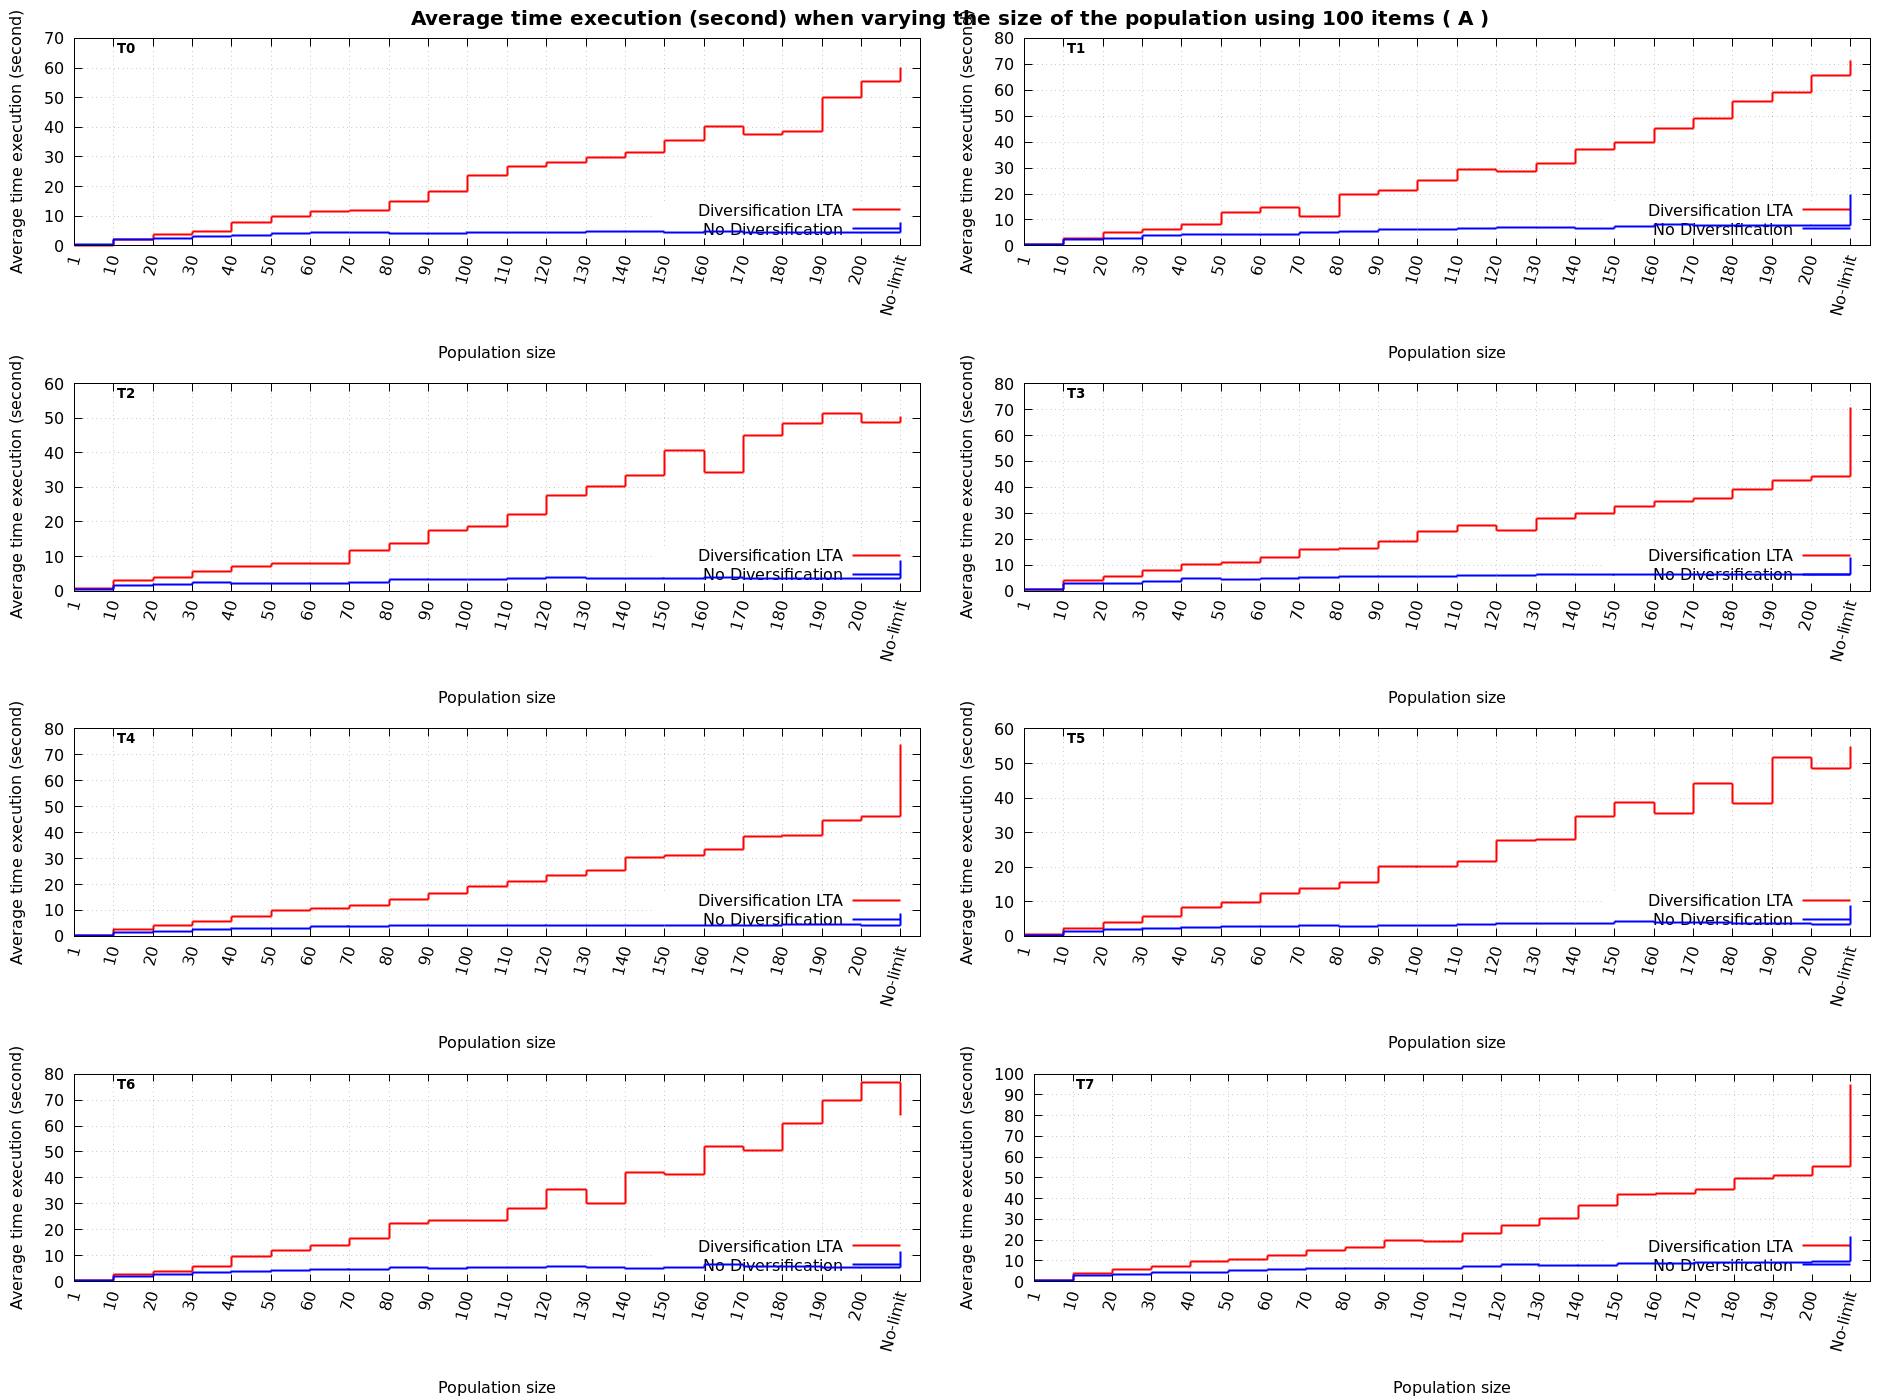 Average time execution (second) when varying the size of the population using 100 items ( A )
Average time execution (second)
70
60
50
40
30
20
10
0
T0
Diversification LTA
No Diversification
1 10 20 30 40 50 60 70 80 90 100 110 120 130 140 150 160 170 180 190 200 No-limit
Population size
Average time execution (second)
80
70
60
50
40
30
20
10
0
T1
Diversification LTA
No Diversification
1 10 20 30 40 50 60 70 80 90 100 110 120 130 140 150 160 170 180 190 200 No-limit
Population size
Average time execution (second)
60
50
40
30
20
10
0
T2
Diversification LTA
No Diversification
1 10 20 30 40 50 60 70 80 90 100 110 120 130 140 150 160 170 180 190 200 No-limit
Population size
Average time execution (second)
80
70
60
50
40
30
20
10
0
T3
Diversification LTA
No Diversification
1 10 20 30 40 50 60 70 80 90 100 110 120 130 140 150 160 170 180 190 200 No-limit
Population size
Average time execution (second)
80
70
60
50
40
30
20
10
0
T4
Diversification LTA
No Diversification
1 10 20 30 40 50 60 70 80 90 100 110 120 130 140 150 160 170 180 190 200 No-limit
Population size
Average time execution (second)
60
50
40
30
20
10
0
T5
Diversification LTA
No Diversification
1 10 20 30 40 50 60 70 80 90 100 110 120 130 140 150 160 170 180 190 200 No-limit
Population size
Average time execution (second)
80
70
60
50
40
30
20
10
0
T6
Diversification LTA
No Diversification
1 10 20 30 40 50 60 70 80 90 100 110 120 130 140 150 160 170 180 190 200 No-limit
Population size
Average time execution (second)
100
90
80
70
60
50
40
30
20
10
0
T7
Diversification LTA
No Diversification
1 10 20 30 40 50 60 70 80 90 100 110 120 130 140 150 160 170 180 190 200 No-limit
Population size